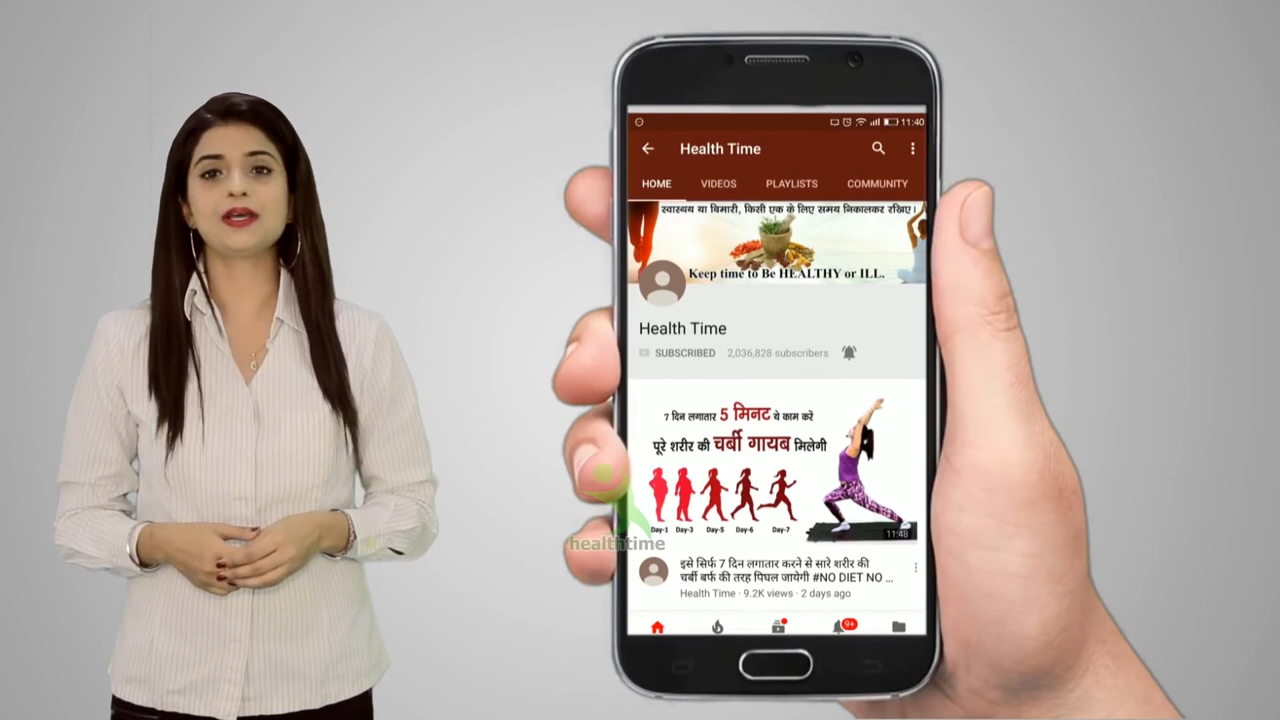 11:40
Health Time
HOME VIDEOS PLAYLISTS COMMUNITY
स्वास्थ्य या बिमारी, किसी एक के लिए समय निकालकर रखिए।
Keep time to Be HEALTHY or ILL.
Health Time
SUBSCRIBED 2,036,828 subscribers
7 दिन लगातार 5 मिनट ये काम करें
पूरे शरीर की चर्बी गायब मिलेगी
Day-1 Day-3 Day-5 Day-6 Day-7
11:48
healthtime
इसे सिर्फ 7 दिन लगातार करने से सारे शरीर की
चर्बी बर्फ की तरह पिघल जायेगी #NO DIET NO ...
Health Time · 9.2K views · 2 days ago
9+